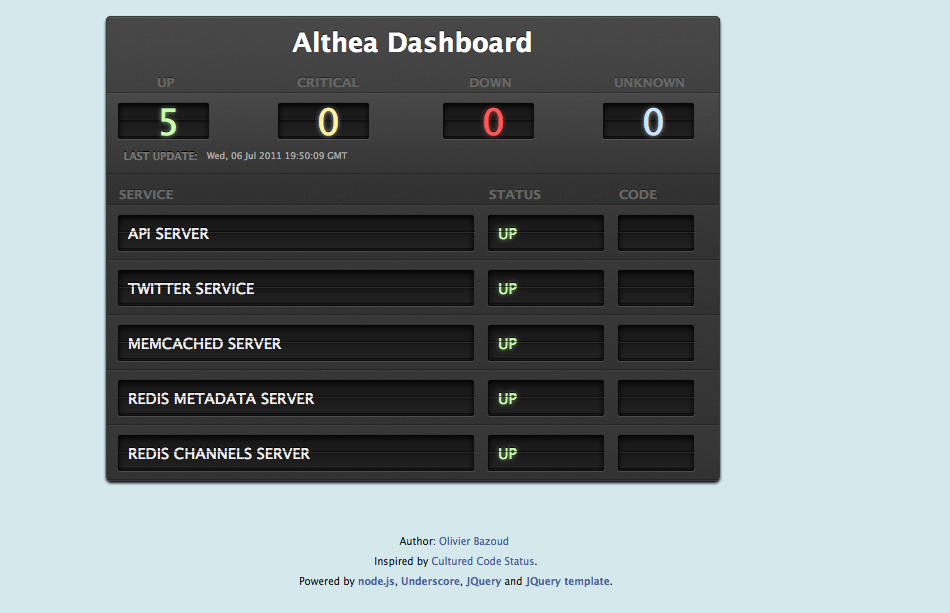 Althea Dashboard
UP CRITICAL DOWN UNKNOWN
5 0 0 0
LAST UPDATE: Wed, 06 Jul 2011 19:50:09 GMT
SERVICE STATUS CODE
API SERVER UP
TWITTER SERVICE UP
MEMCACHED SERVER UP
REDIS METADATA SERVER UP
REDIS CHANNELS SERVER UP
Author: Olivier Bazoud
Inspired by Cultured Code Status.
Powered by node.js, Underscore, JQuery and JQuery template.